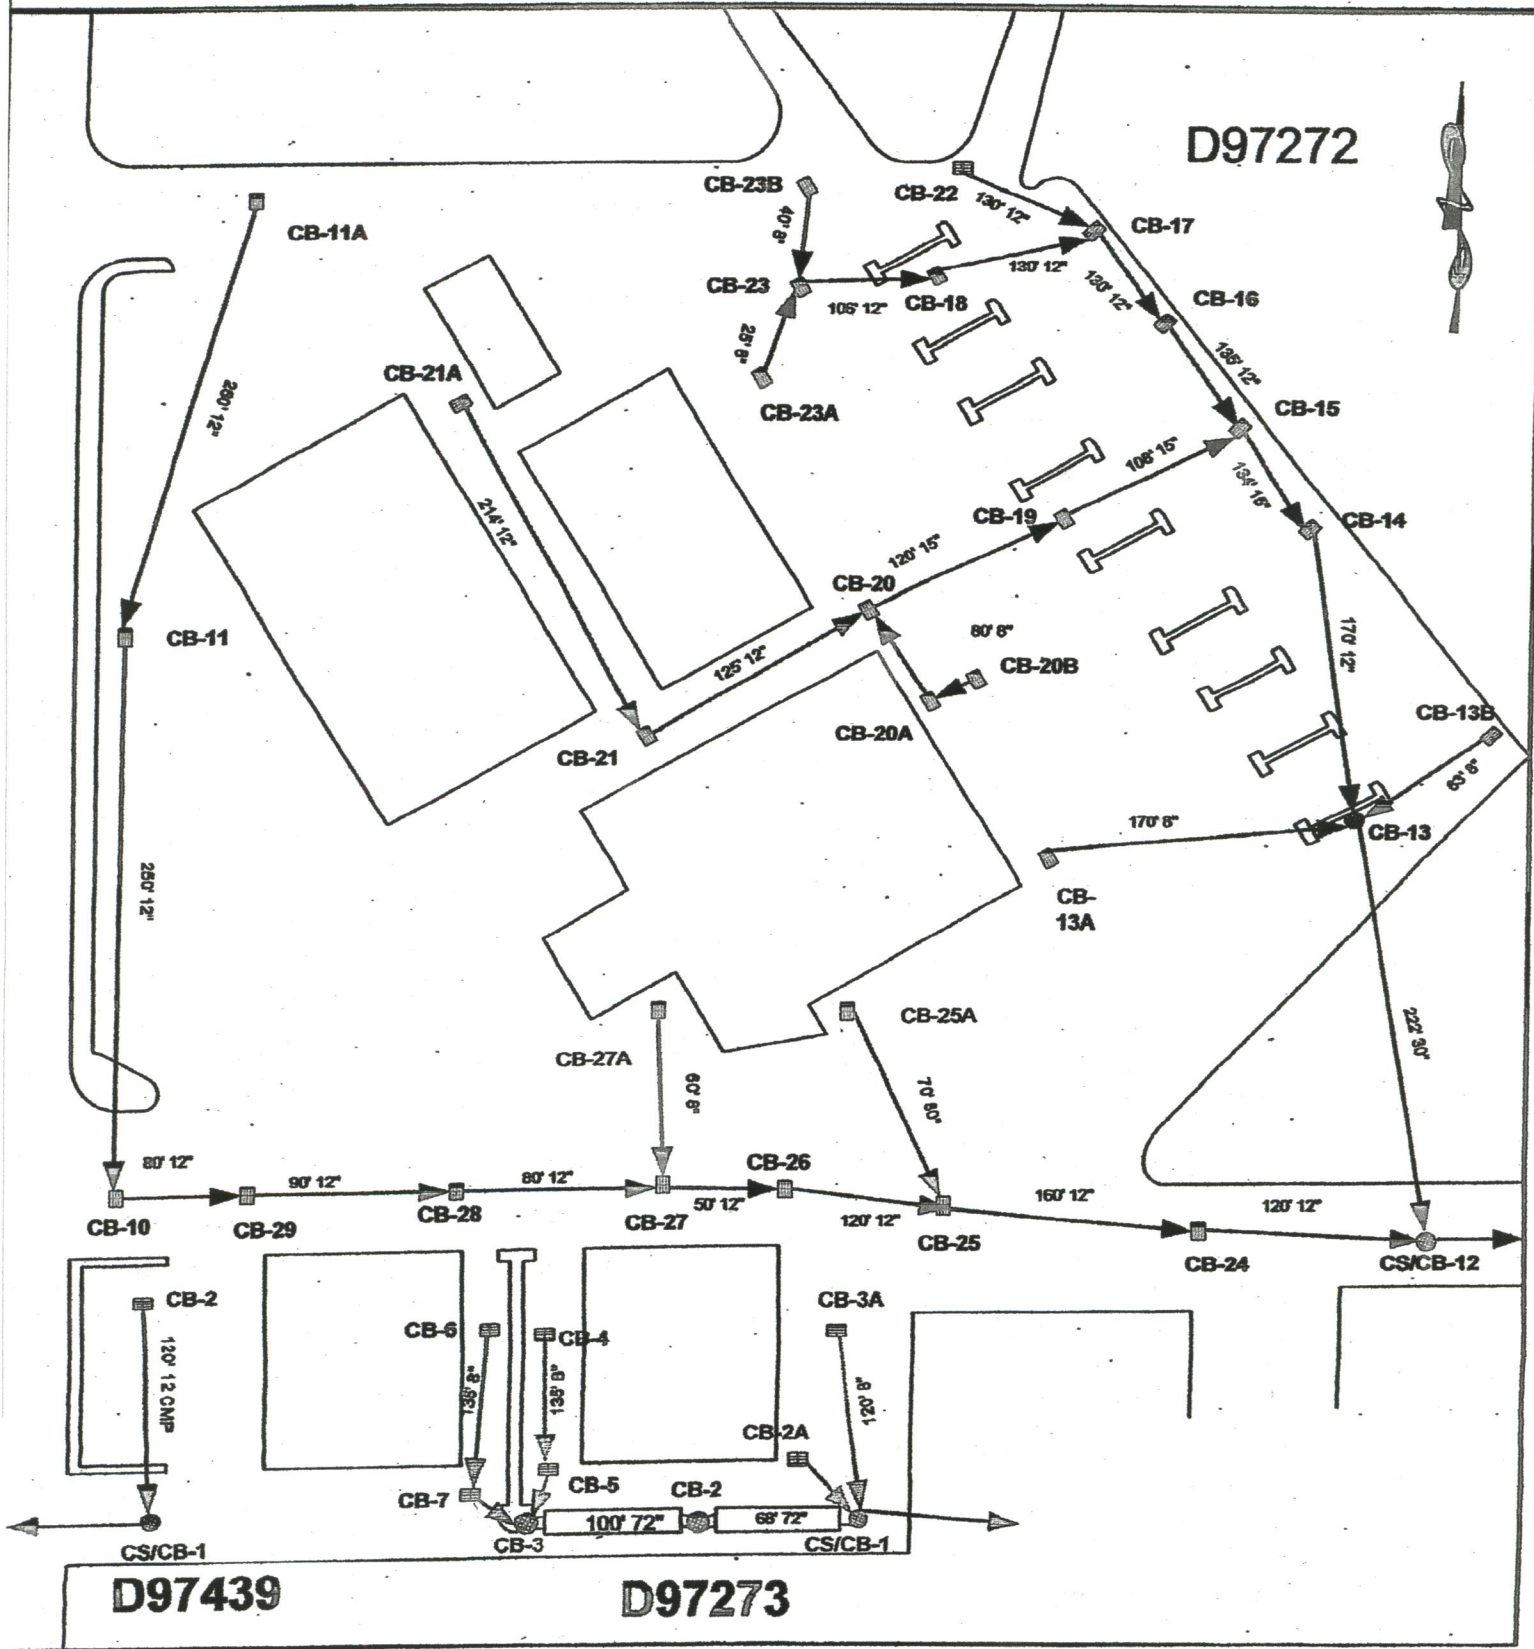 D97272
CB-23B
CB-22
130' 12"
CB-17
CB-11A
40' 8"
CB-23
106' 12"
CB-18
130' 12"
130' 12"
CB-16
25' 8"
CB-23A
135' 12"
CB-21A
CB-15
260' 12"
108' 15"
134' 15"
214' 12"
CB-19
CB-14
120' 15"
CB-20
80' 8"
CB-11
CB-20B
170' 12"
125' 12"
CB-21
CB-20A
CB-13B
63' 8"
170' 8"
CB-13
250' 12"
CB-
13A
CB-25A
222' 30"
CB-27A
60' 8"
70' 80"
80' 12"
90' 12"
80' 12"
CB-26
50' 12"
120' 12"
160' 12"
120' 12"
CB-10
CB-29
CB-28
CB-27
CB-25
CB-24
CS/CB-12
CB-2
CB-6
CB-4
CB-3A
120' 12 CMP
135' 8"
135' 8"
120' 8"
CB-2A
CB-7
CB-5
CB-2
100' 72"
68' 72"
CS/CB-1
CB-3
CS/CB-1
D97439
D97273